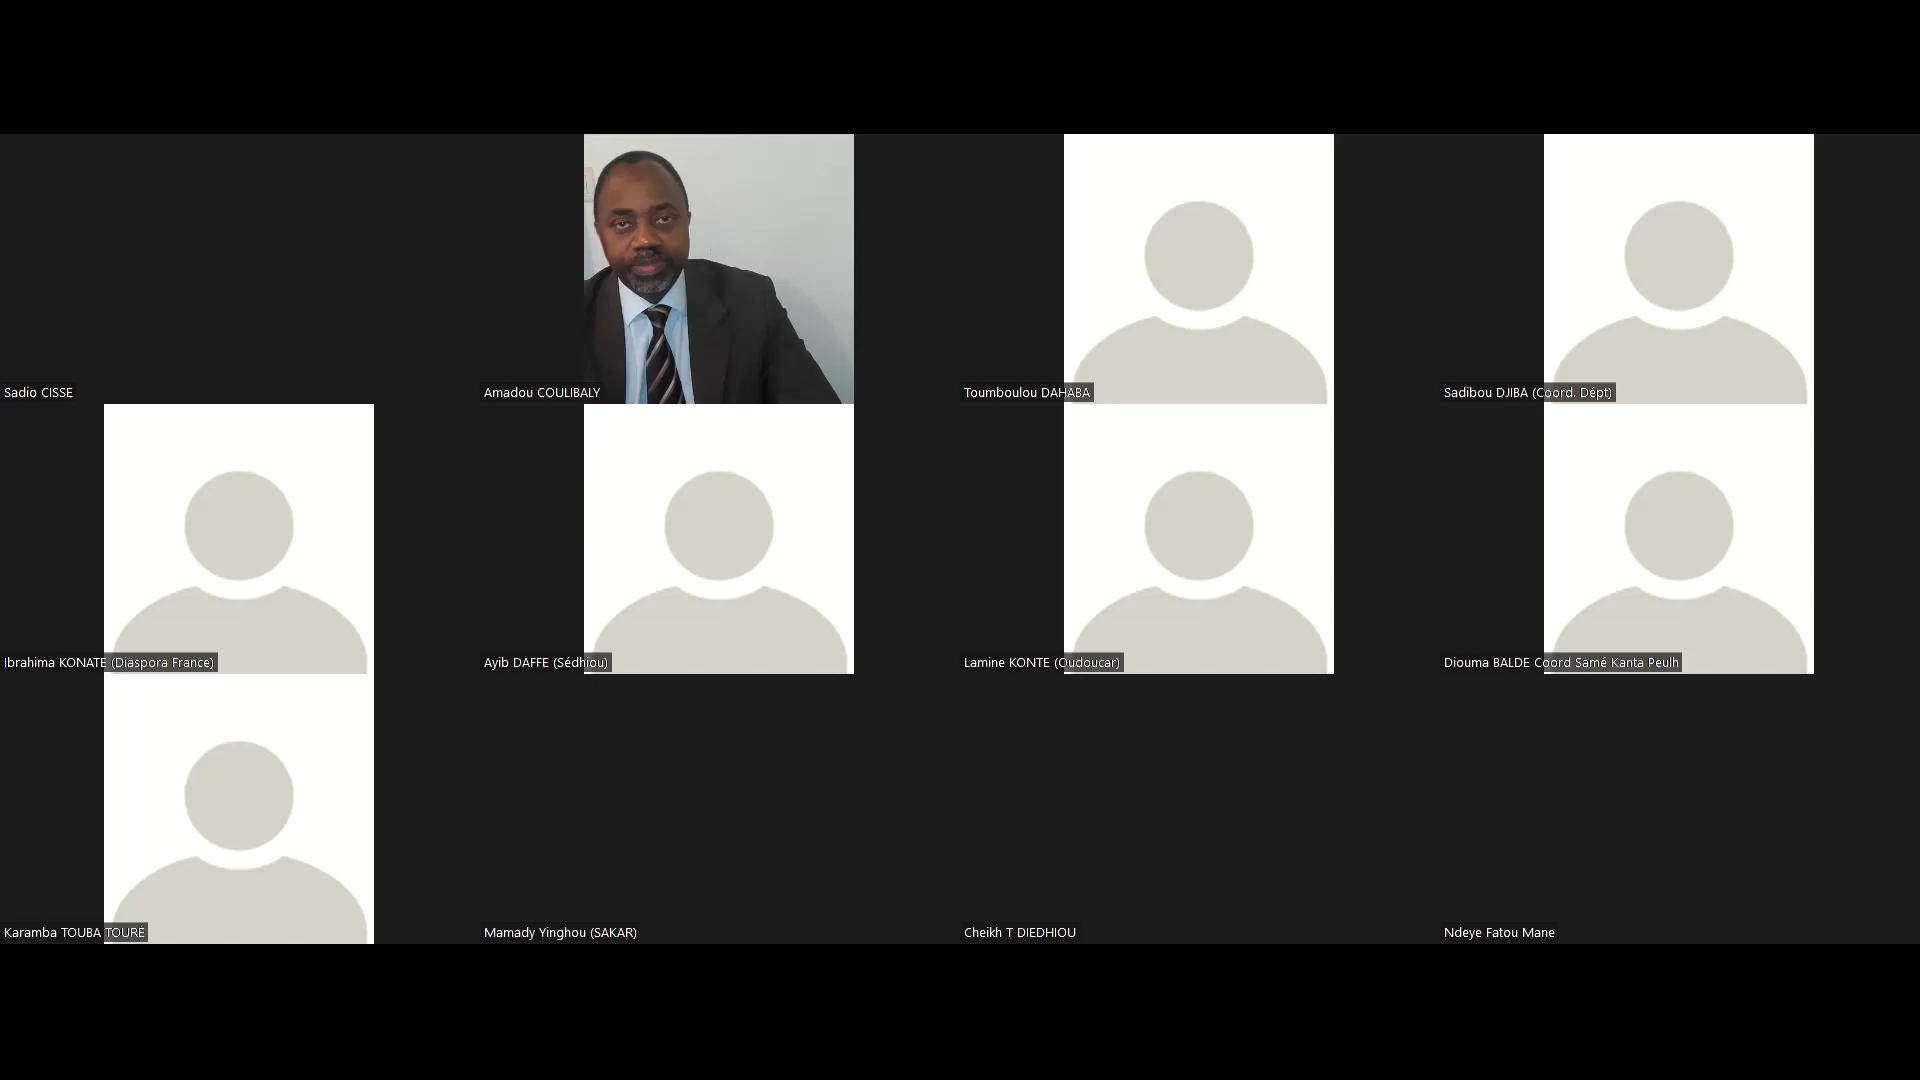 Sadio CISSE
Amadou COULIBALY
Toumboulou DAHABA
Sadibou DJIBA (Coord. Dépt)
Ibrahima KONATE (Diaspora France)
Ayib DAFFE (Sédhiou)
Lamine KONTE (Oudoucar)
Diouma BALDE Coord Samé Kanta Peulh
Karamba TOUBA TOURÉ
Mamady Yinghou (SAKAR)
Cheikh T DIEDHIOU
Ndeye Fatou Mane